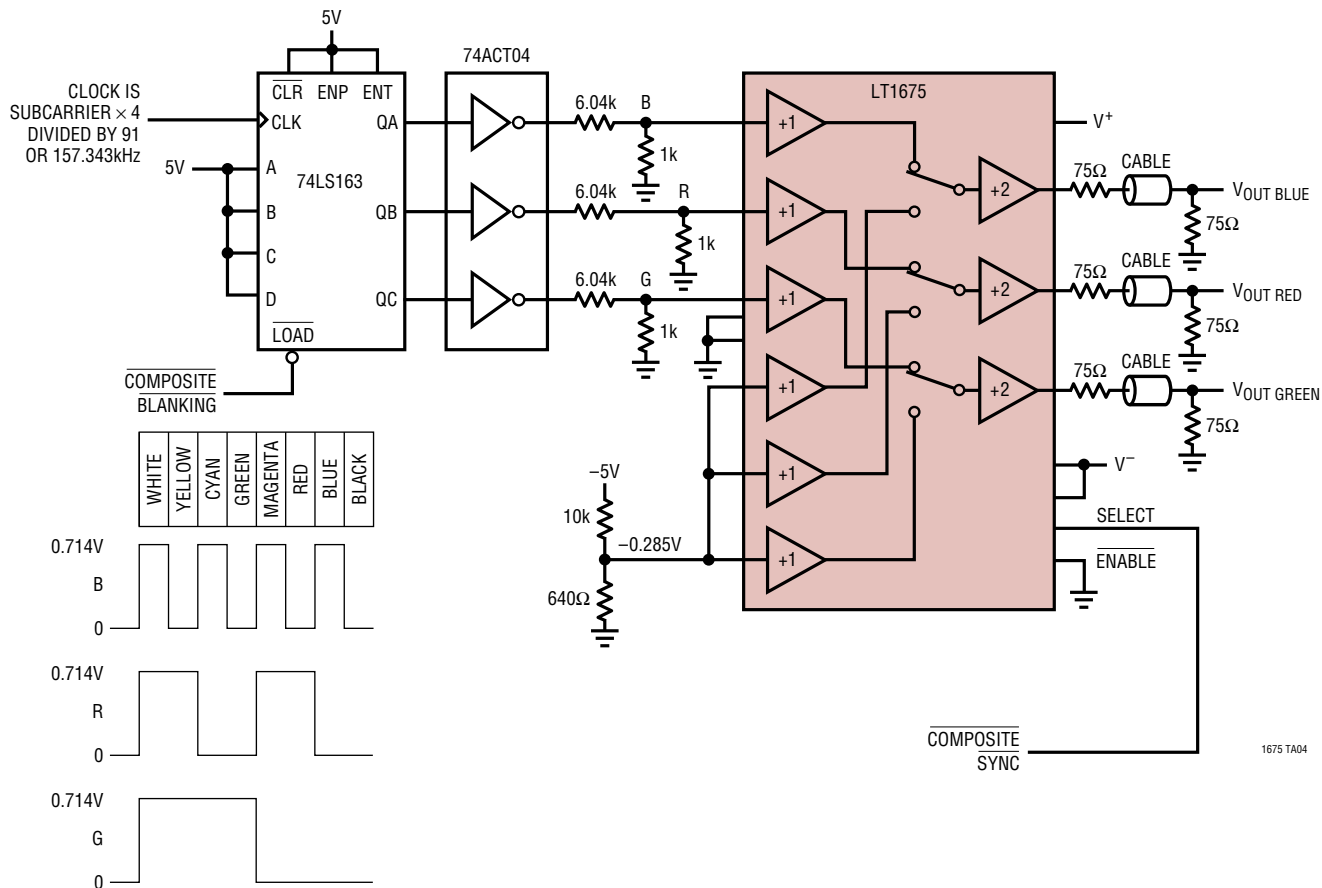 5V
74ACT04
CLOCK IS
SUBCARRIER × 4
DIVIDED BY 91
OR 157.343kHz
CLR ENP ENT
CLK
QA
5V
A
74LS163
B
QB
C
D
QC
LOAD
COMPOSITE
BLANKING
6.04k
B
1k
6.04k
R
1k
6.04k
G
1k
LT1675
+1
+1
+1
+1
+1
+1
+2
+2
+2
V+
75Ω
CABLE
VOUT BLUE
75Ω
75Ω
CABLE
VOUT RED
75Ω
75Ω
CABLE
VOUT GREEN
75Ω
V−
SELECT
ENABLE
−5V
10k
−0.285V
640Ω
COMPOSITE
SYNC
WHITE
YELLOW
CYAN
GREEN
MAGENTA
RED
BLUE
BLACK
0.714V
B
0
0.714V
R
0
0.714V
G
0
1675 TA04